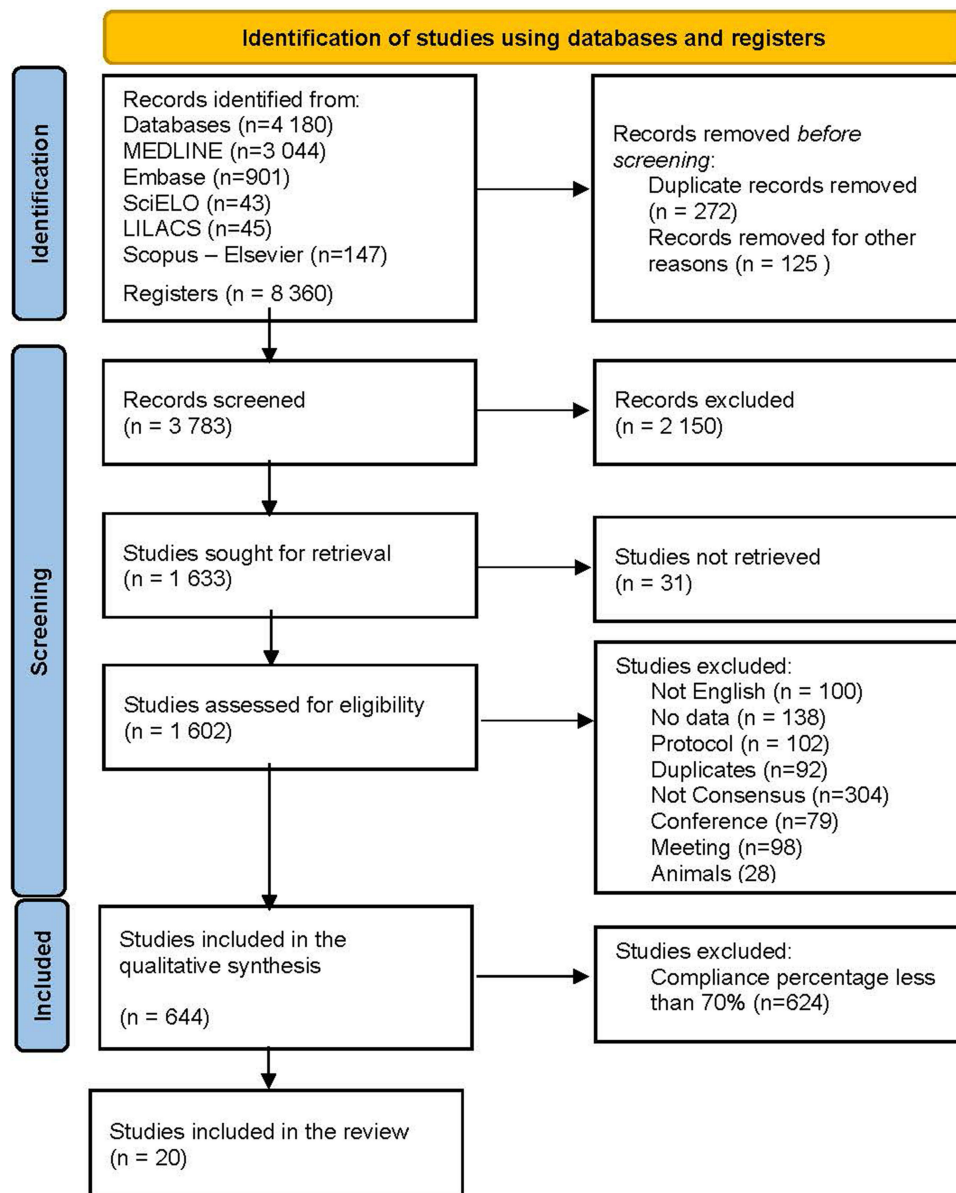 Identification of studies using databases and registers
Identification
Records identified from:
Databases (n=4 180)
MEDLINE (n=3 044)
Embase (n=901)
SciELO (n=43)
LILACS (n=45)
Scopus – Elsevier (n=147)
Registers (n = 8 360)
Records removed before
screening:
Duplicate records removed
(n = 272)
Records removed for other
reasons (n = 125 )
Screening
Records screened
(n = 3 783)
Records excluded
(n = 2 150)
Studies sought for retrieval
(n = 1 633)
Studies not retrieved
(n = 31)
Studies assessed for eligibility
(n = 1 602)
Studies excluded:
Not English (n = 100)
No data (n = 138)
Protocol (n = 102)
Duplicates (n=92)
Not Consensus (n=304)
Conference (n=79)
Meeting (n=98)
Animals (28)
Included
Studies included in the
qualitative synthesis
(n = 644)
Studies excluded:
Compliance percentage less
than 70% (n=624)
Studies included in the review
(n = 20)